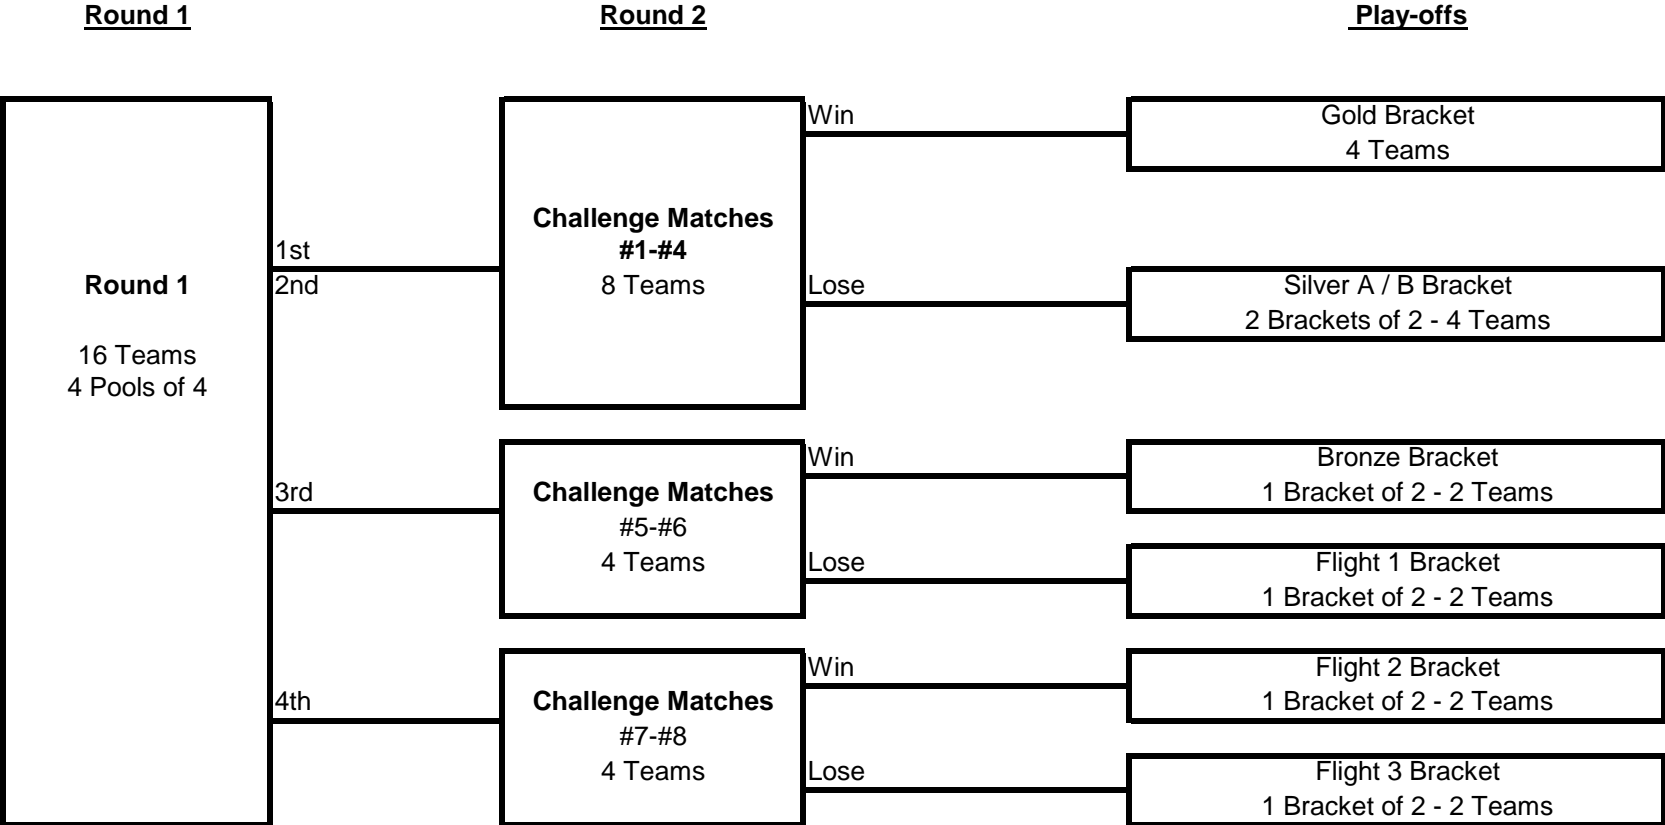 Round 1
Round 2
Play-offs
Round 1
16 Teams
4 Pools of 4
1st
2nd
3rd
4th
Challenge Matches
#1-#4
8 Teams
Win
Lose
Gold Bracket
4 Teams
Silver A / B Bracket
2 Brackets of 2 - 4 Teams
Challenge Matches
#5-#6
4 Teams
Win
Lose
Bronze Bracket
1 Bracket of 2 - 2 Teams
Flight 1 Bracket
1 Bracket of 2 - 2 Teams
Challenge Matches
#7-#8
4 Teams
Win
Lose
Flight 2 Bracket
1 Bracket of 2 - 2 Teams
Flight 3 Bracket
1 Bracket of 2 - 2 Teams